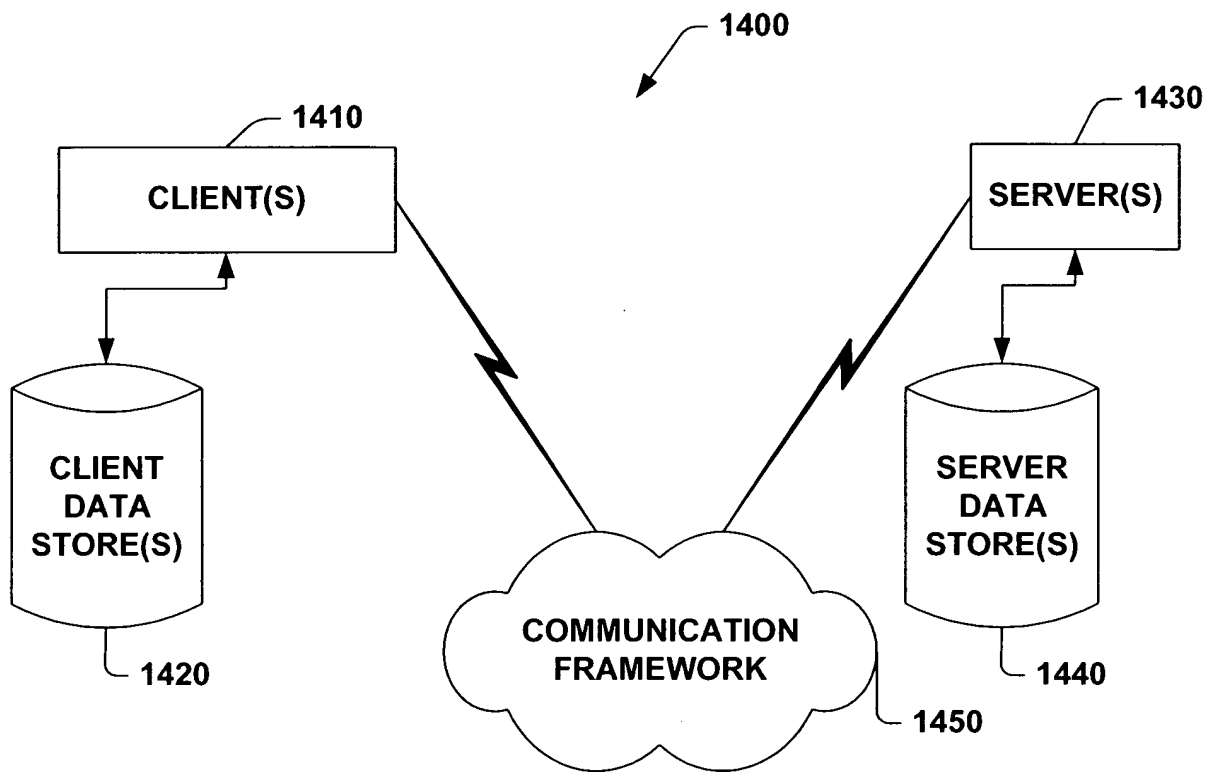 1400
1410
1430
CLIENT(S)
SERVER(S)
CLIENT
DATA
STORE(S)
SERVER
DATA
STORE(S)
COMMUNICATION
FRAMEWORK
1420
1440
1450